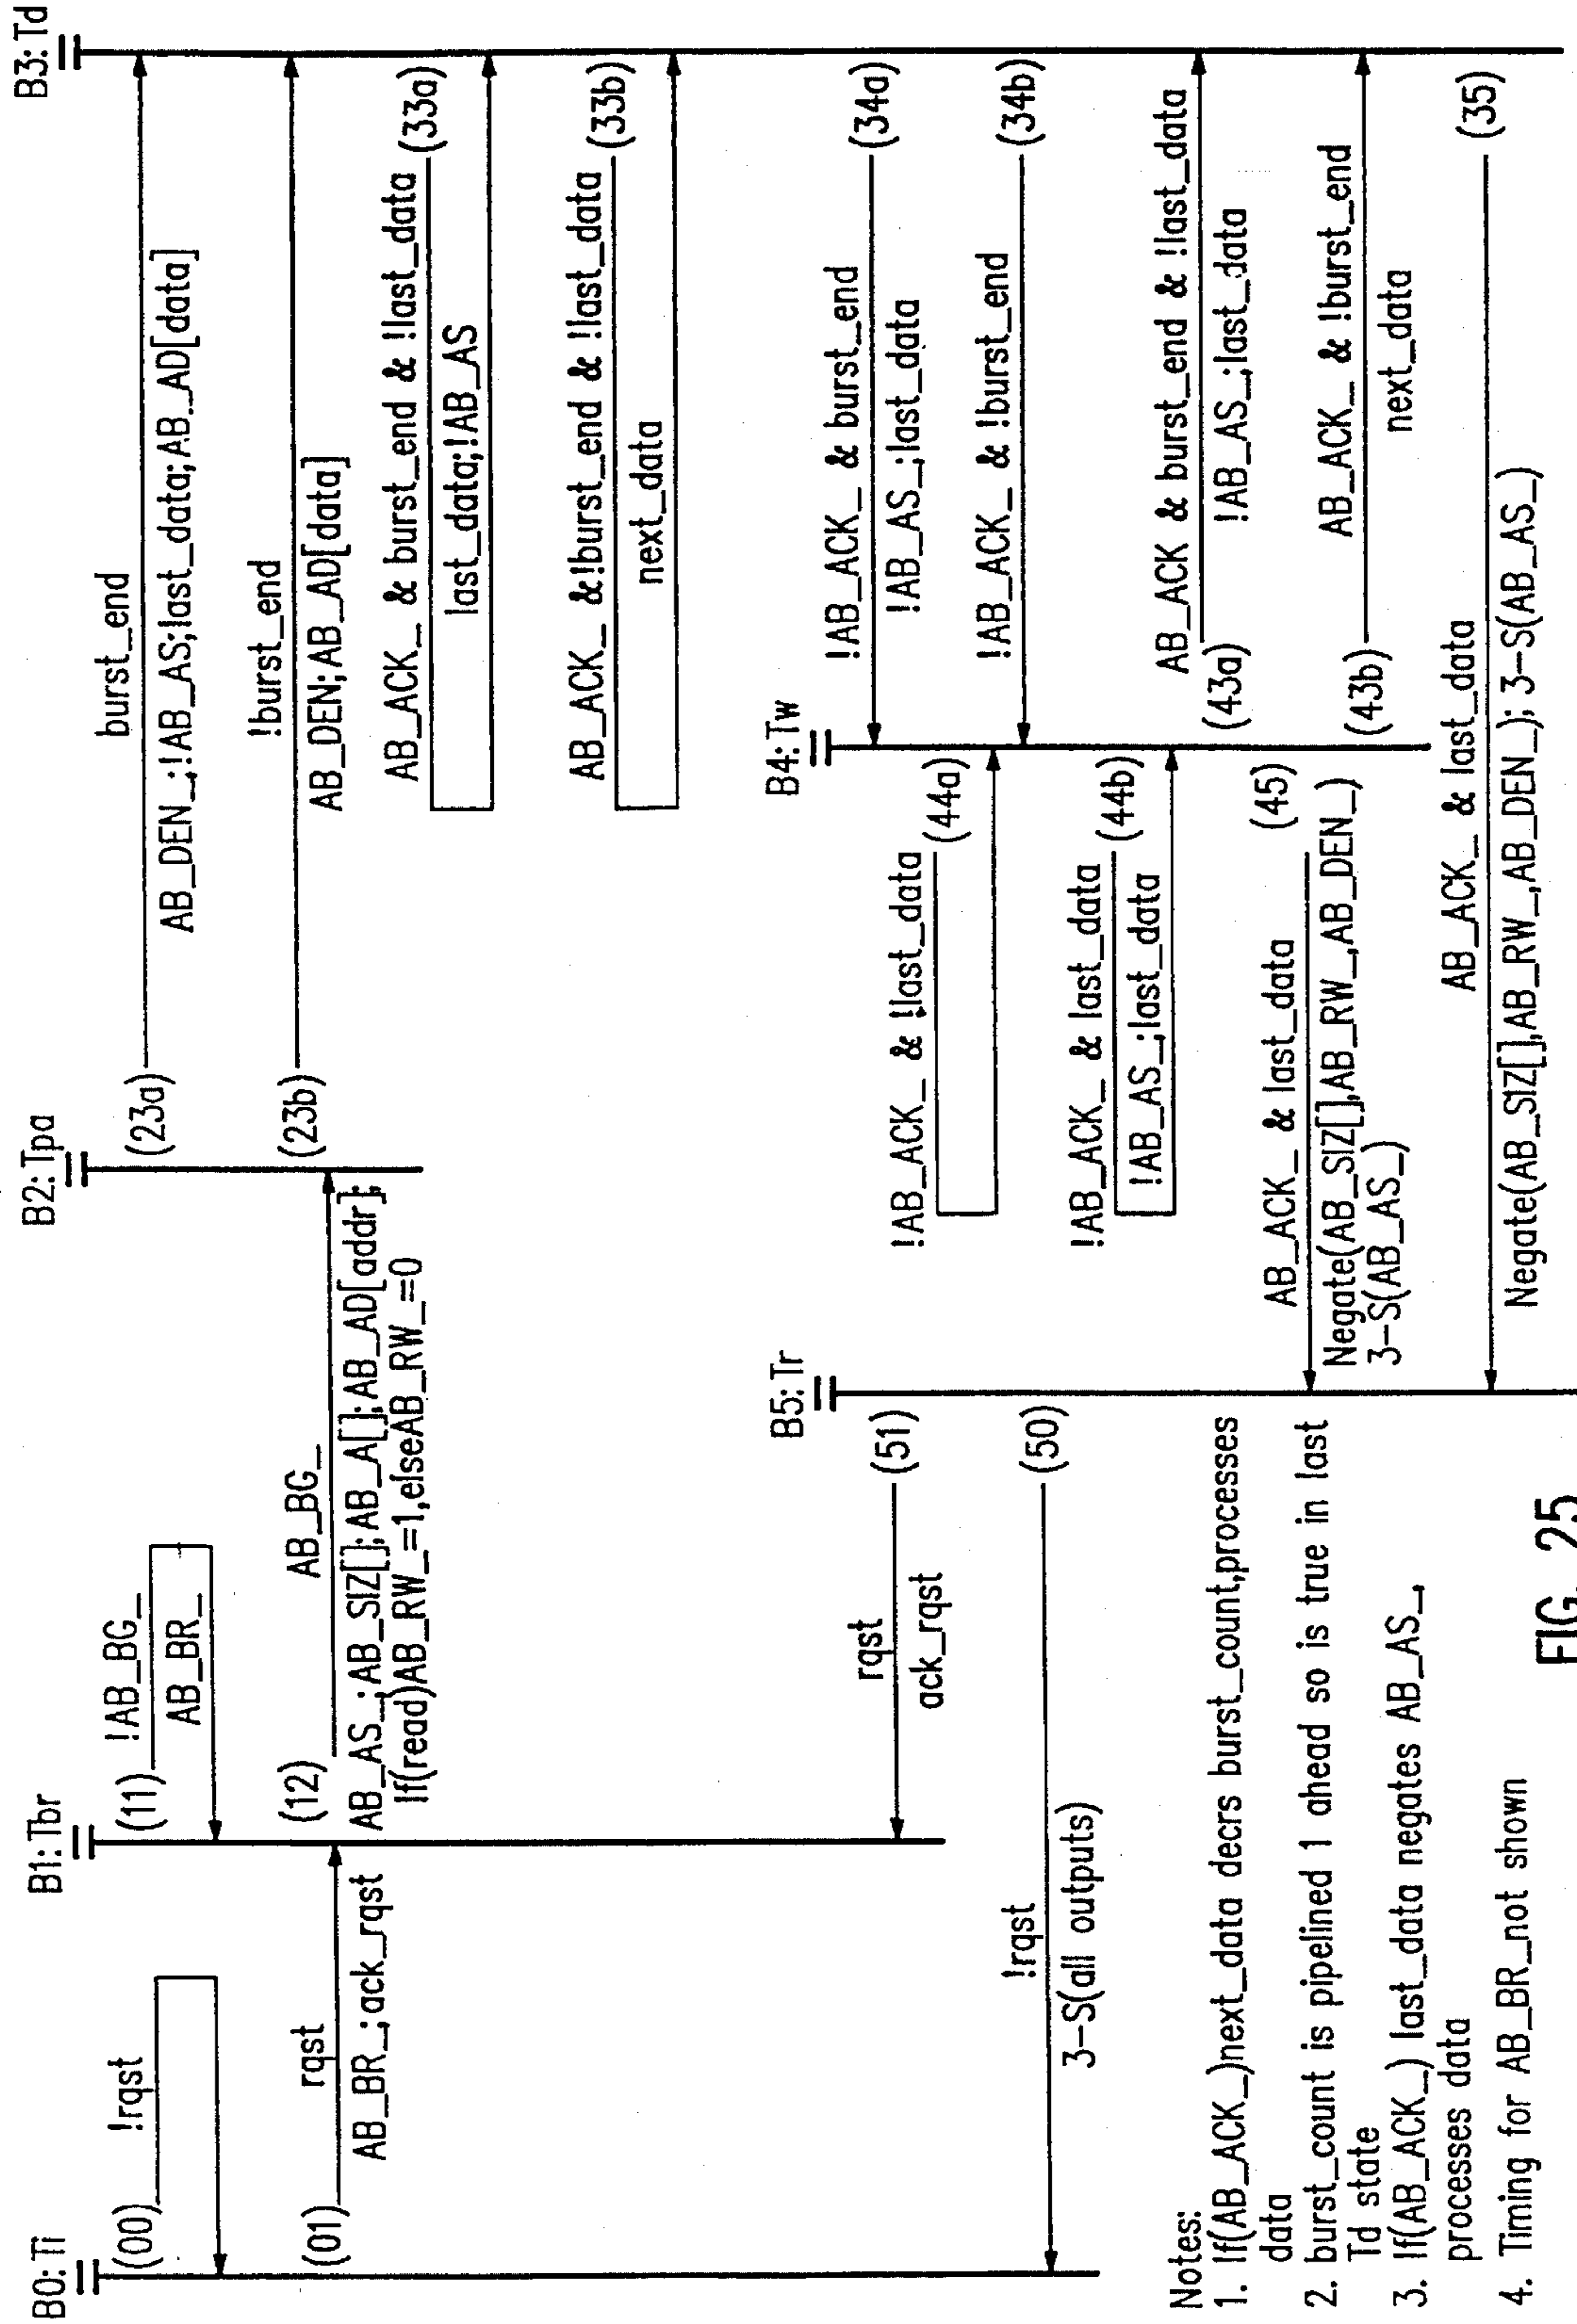 B0: Ti
(00)
!rqst
(01)
rqst
AB_BR_;ack_rqst
B1: Tbr
(11)
!AB_BG_
AB_BR_
(12)
AB_BG_
AB_AS_;AB_SIZ[];AB_A[];AB_AD[addr];
If(read)AB_RW_=1,elseAB_RW_=0
B2: Tpa
(23a)
burst_end
AB_DEN_;!AB_AS;last_data;AB_AD[data]
(23b)
!burst_end
AB_DEN;AB_AD[data]
B3: Td
AB_ACK_ & burst_end & !last_data (33a)
last_data;!AB_AS
AB_ACK_ &!burst_end & !last_data (33b)
next_data
!AB_ACK_ & burst_end
(34a)
!AB_AS_;last_data
!AB_ACK_ & !burst_end
(34b)
B4: Tw
AB_ACK & burst_end & !last_data
(43a)
!AB_AS_;last_data
AB_ACK_ & !burst_end
(43b)
next_data
!AB_ACK_ & !last_data (44a)
!AB_ACK_ & last_data (44b)
!AB_AS_;last_data
(45)
AB_ACK_ & last_data
Negate(AB_SIZ[],AB_RW_,AB_DEN_)
3-S(AB_AS_)
AB_ACK_ & last_data
(35)
Negate(AB_SIZ[],AB_RW_,AB_DEN_); 3-S(AB_AS_)
B5: Tr
rqst
(51)
ack_rqst
!rqst
(50)
3-S(all outputs)
Notes:
1. If(AB_ACK_)next_data decrs burst_count,processes
data
2. burst_count is pipelined 1 ahead so is true in last
Td state
3. If(AB_ACK_) last_data negates AB_AS_,
processes data
4. Timing for AB_BR_not shown
FIG. 25